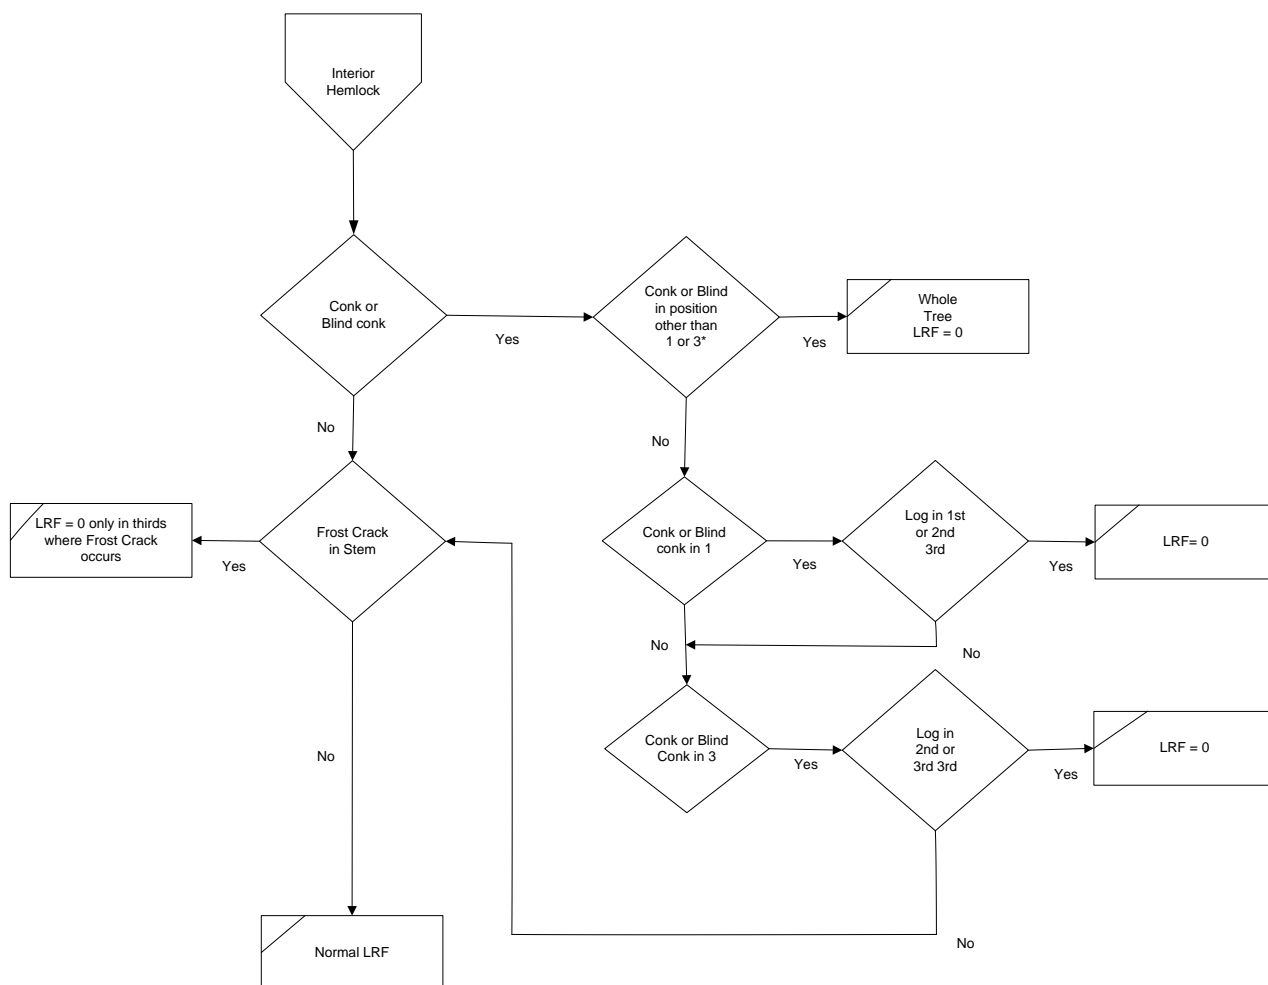 Interior
Hemlock
Conk or
Blind conk
Yes
Conk or Blind
in position
other than
1 or 3*
Yes
Whole
Tree
LRF = 0
No
No
LRF = 0 only in thirds
where Frost Crack
occurs
Yes
Frost Crack
in Stem
Conk or Blind
conk in 1
Yes
Log in 1st
or 2nd
3rd
Yes
LRF= 0
No
No
No
Conk or Blind
Conk in 3
Yes
Log in
2nd or
3rd 3rd
Yes
LRF = 0
No
Normal LRF